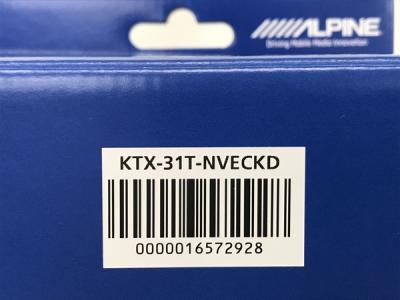 ALPINE
Driving Mobile Media Innovation
KTX-31T-NVECKD
0000016572928